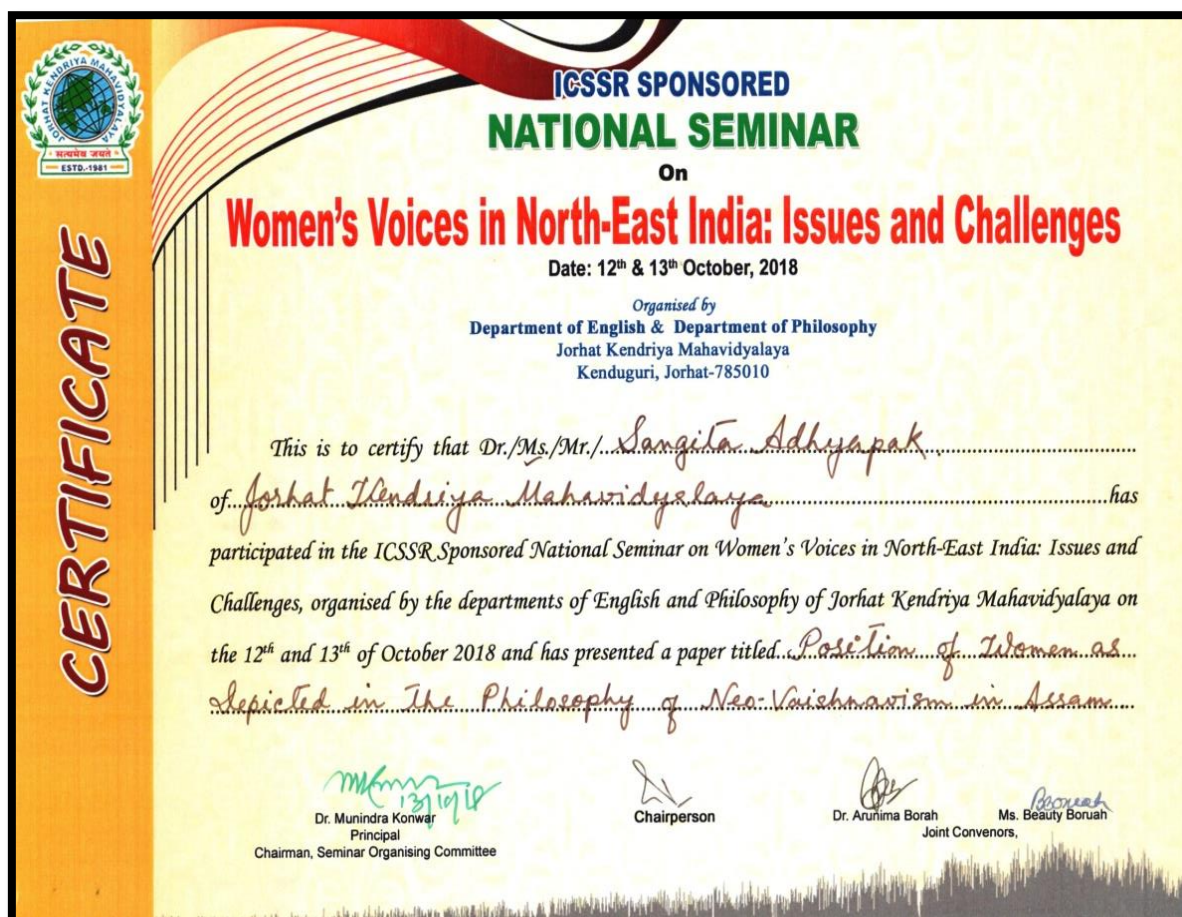 JORHAT KENDRIYA MAHAVIDYALAYA
सत्यमेव जयते
ESTD.-1981
CERTIFICATE
ICSSR SPONSORED
NATIONAL SEMINAR
On
Women's Voices in North-East India: Issues and Challenges
Date: 12th & 13th October, 2018
Organised by
Department of English & Department of Philosophy
Jorhat Kendriya Mahavidyalaya
Kenduguri, Jorhat-785010
This is to certify that Dr./Ms./Mr./ Sangita Adhyapak
of Jorhat Kendriya Mahavidyalaya has
participated in the ICSSR Sponsored National Seminar on Women's Voices in North-East India: Issues and
Challenges, organised by the departments of English and Philosophy of Jorhat Kendriya Mahavidyalaya on
the 12th and 13th of October 2018 and has presented a paper titled Position of Women as
Depicted in The Philosophy of Neo-Vaishnavism in Assam
13/10/18
Dr. Munindra Konwar
Principal
Chairman, Seminar Organising Committee
Chairperson
Dr. Arunima Borah
Ms. Beauty Boruah
Joint Convenors,